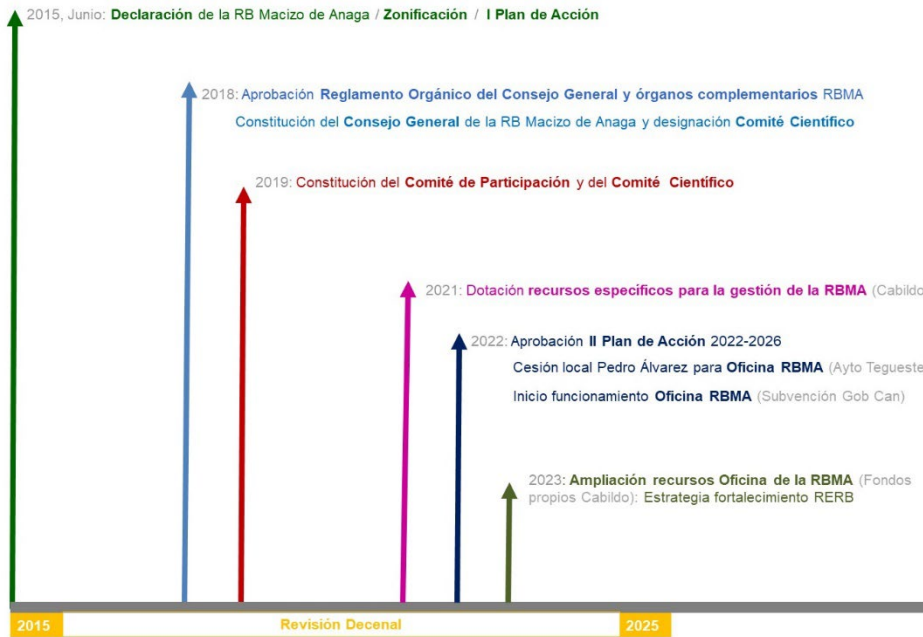 2015, Junio: Declaración de la RB Macizo de Anaga / Zonificación / I Plan de Acción
2018: Aprobación Reglamento Orgánico del Consejo General y órganos complementarios RBMA
Constitución del Consejo General de la RB Macizo de Anaga y designación Comité Científico
2019: Constitución del Comité de Participación y del Comité Científico
2021: Dotación recursos especificos para la gestión de la RBMA (Cabildo
2022: Aprobación II Plan de Acción 2022-2026
Cesión local Pedro Álvarez para Oficina RBMA (Ayto Tegueste
Inicio funcionamiento Oficina RBMA (Subvención Gob Can)
2023: Ampliación recursos Oficina de la RBMA (Fondos
propios Cabildo): Estrategia fortalecimiento RERB
2015 Revisión Decenal 2025